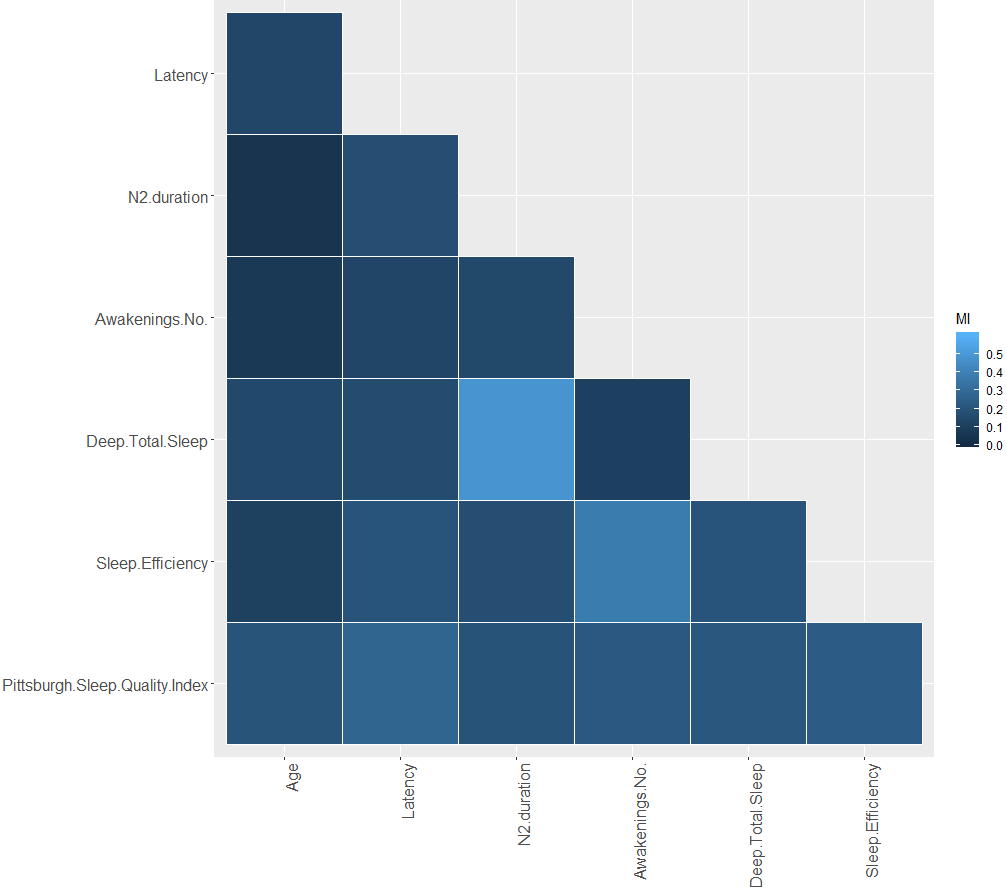 Latency
N2.duration
Awakenings.No.
Deep.Total.Sleep
Sleep.Efficiency
Pittsburgh.Sleep.Quality.Index
Age
Latency
N2.duration
Awakenings.No.
Deep.Total.Sleep
Sleep.Efficiency
MI
0.5
0.4
0.3
0.2
0.1
0.0